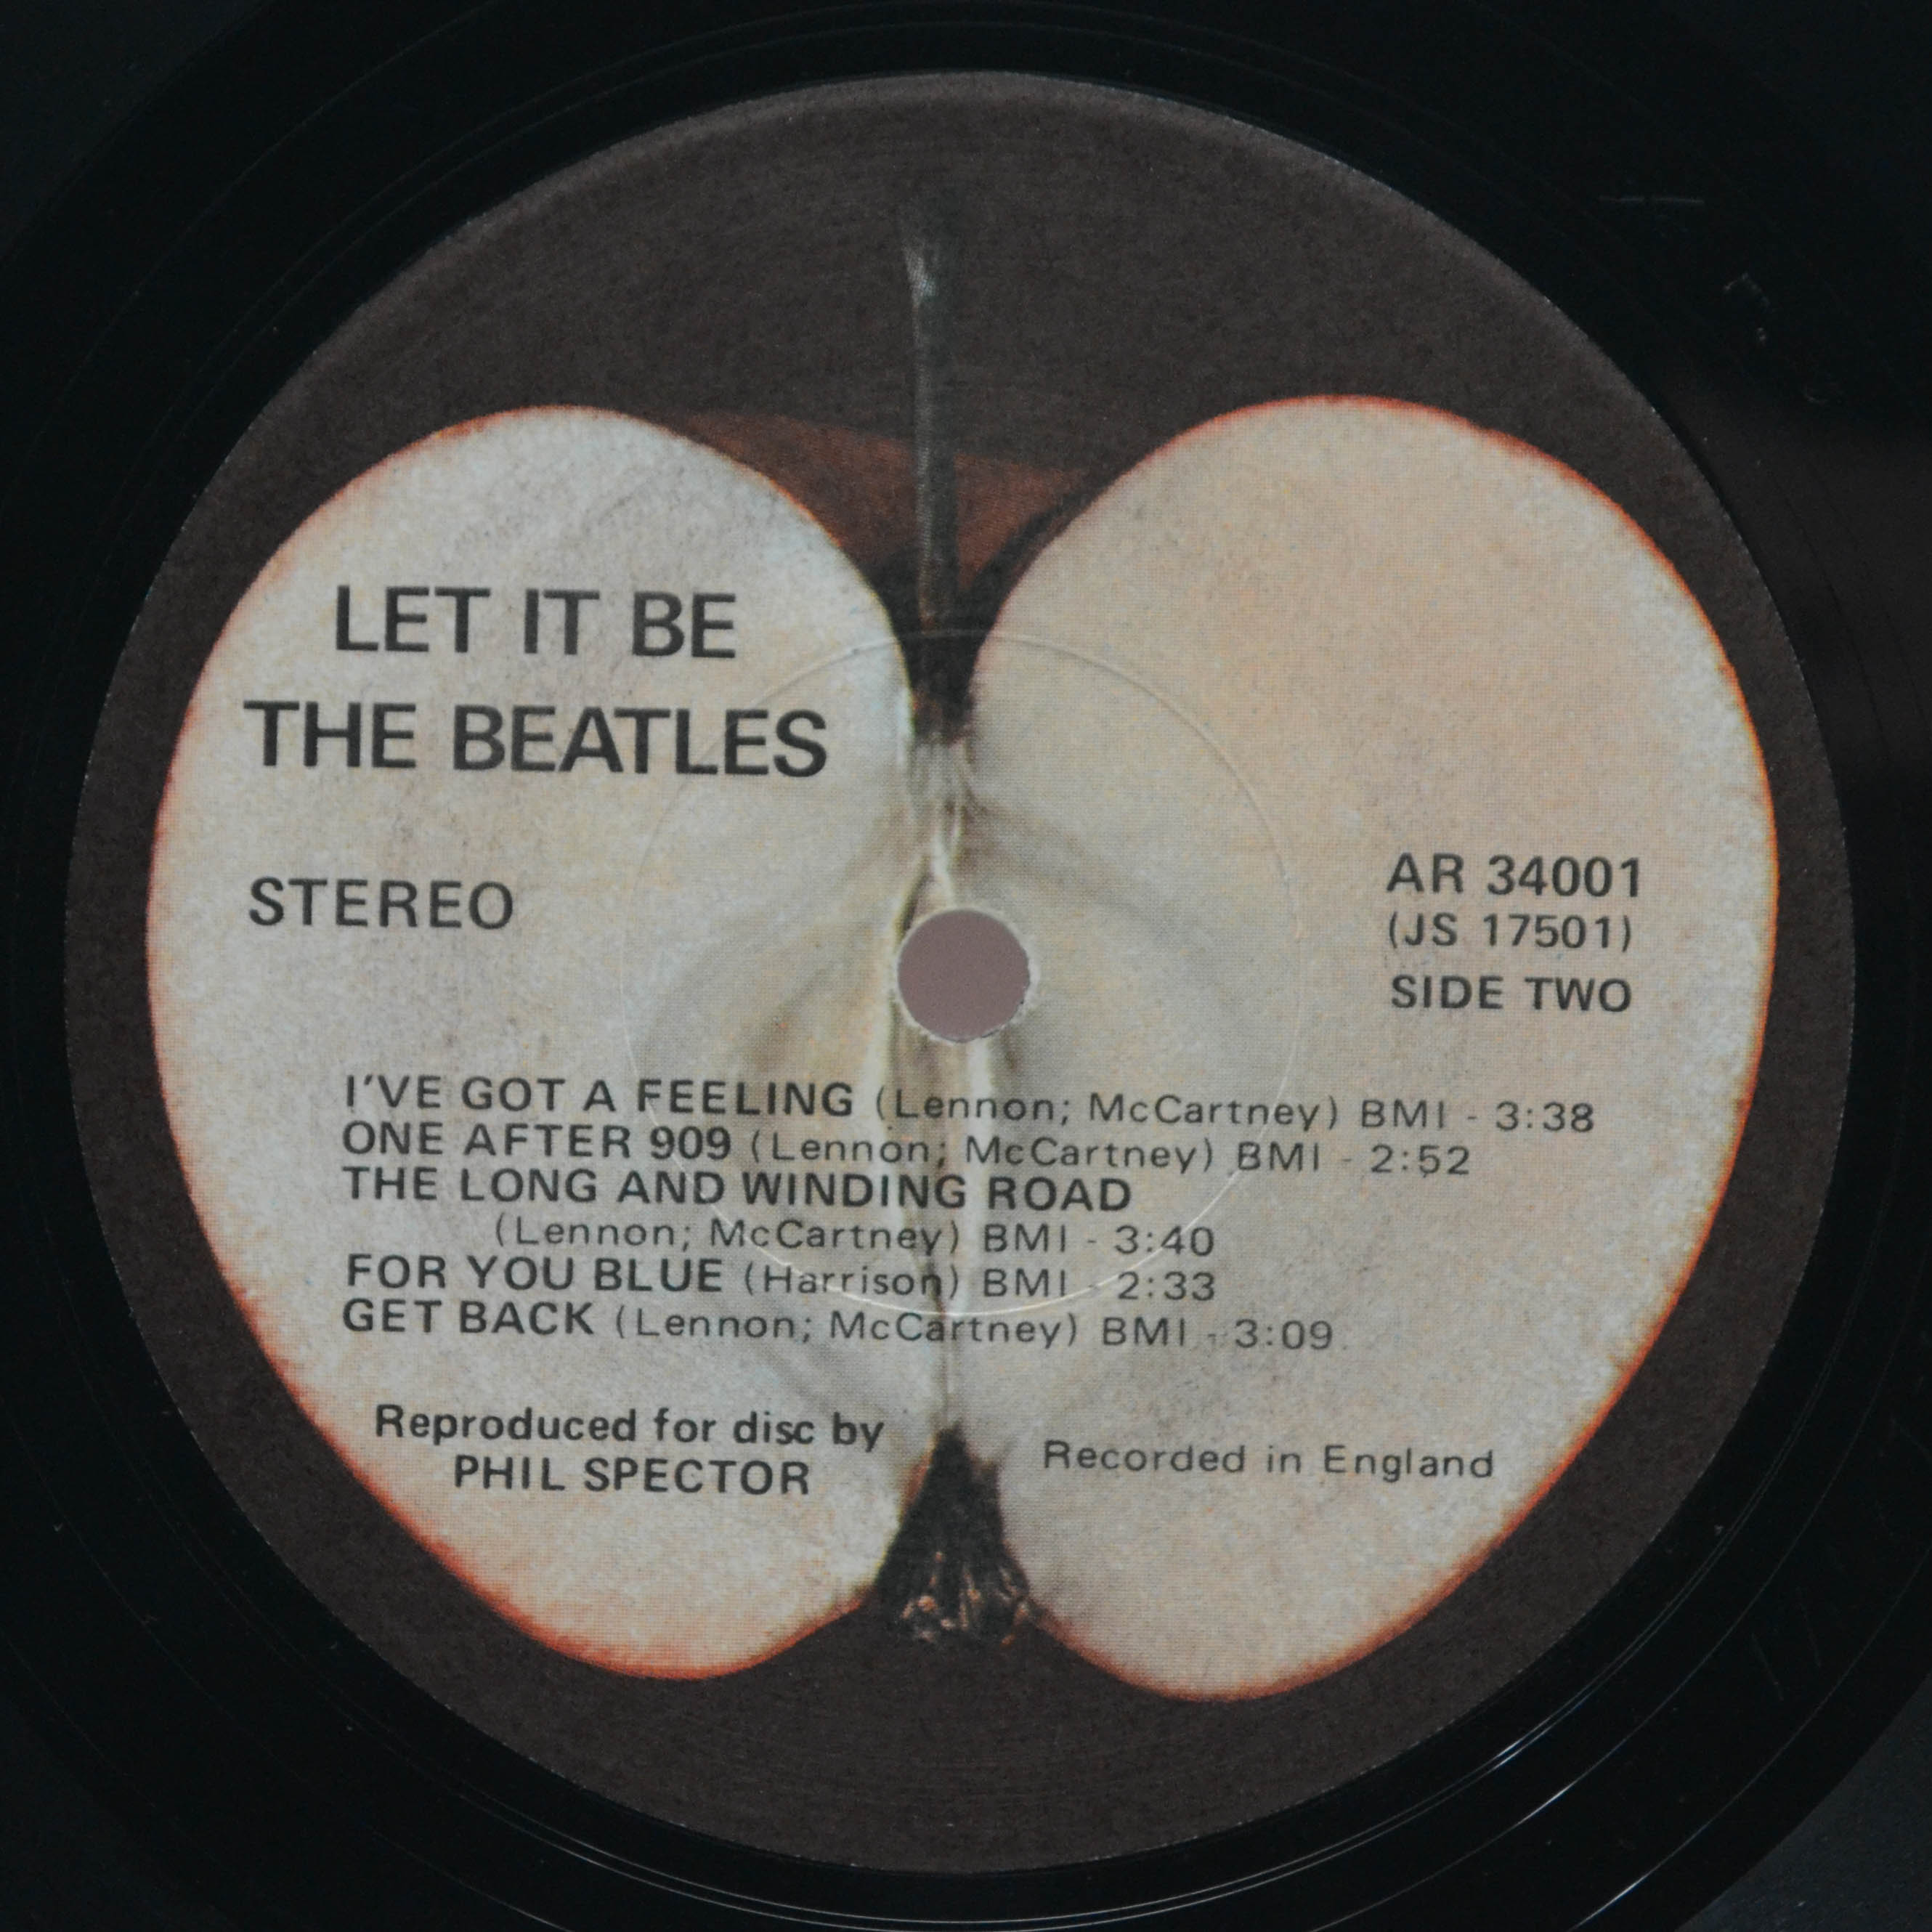 LET IT BE
THE BEATLES
STEREO
AR 34001
(JS 17501)
SIDE TWO
I'VE GOT A FEELING (Lennon; McCartney) BMI - 3:38
ONE AFTER 909 (Lennon; McCartney) BMI - 2:52
THE LONG AND WINDING ROAD
(Lennon; McCartney) BMI - 3:40
FOR YOU BLUE (Harrison) BMI - 2:33
GET BACK (Lennon; McCartney) BMI - 3:09
Reproduced for disc by
PHIL SPECTOR
Recorded in England